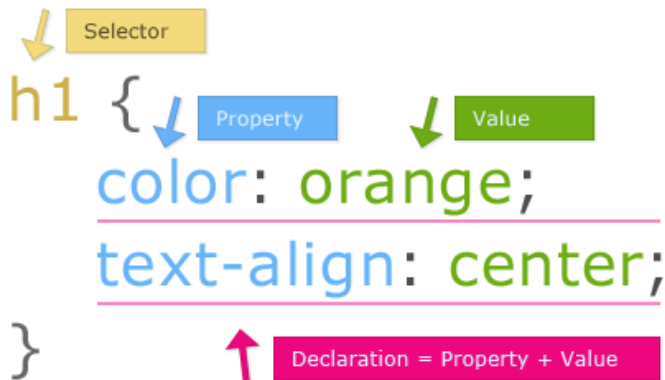 Selector
h1 {
Property
Value
color: orange;
text-align: center;
}
Declaration = Property + Value